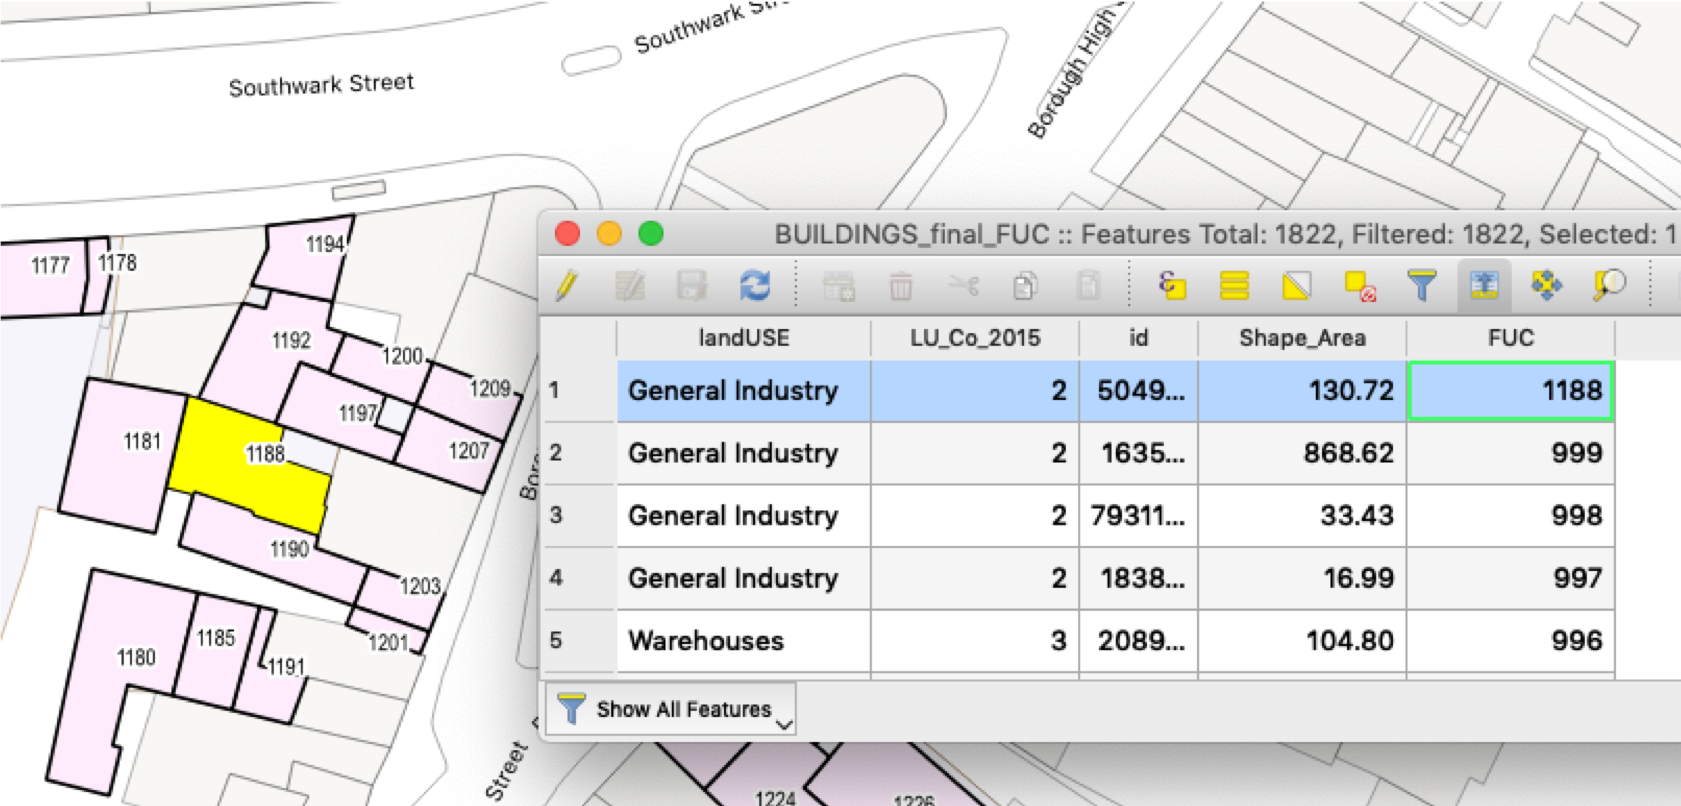 Southwark Street
Southwark Str
Borough High
1177
1178
1194
1192
1200
1209
1197
1207
1181
1188
1190
1203
1201
1180
1185
1191
Street
1224
1226
BUILDINGS_final_FUC :: Features Total: 1822, Filtered: 1822, Selected: 1
landUSE LU_Co_2015 id Shape_Area FUC
1 General Industry 2 5049... 130.72 1188
2 General Industry 2 1635... 868.62 999
3 General Industry 2 79311... 33.43 998
4 General Industry 2 1838... 16.99 997
5 Warehouses 3 2089... 104.80 996
Show All Features